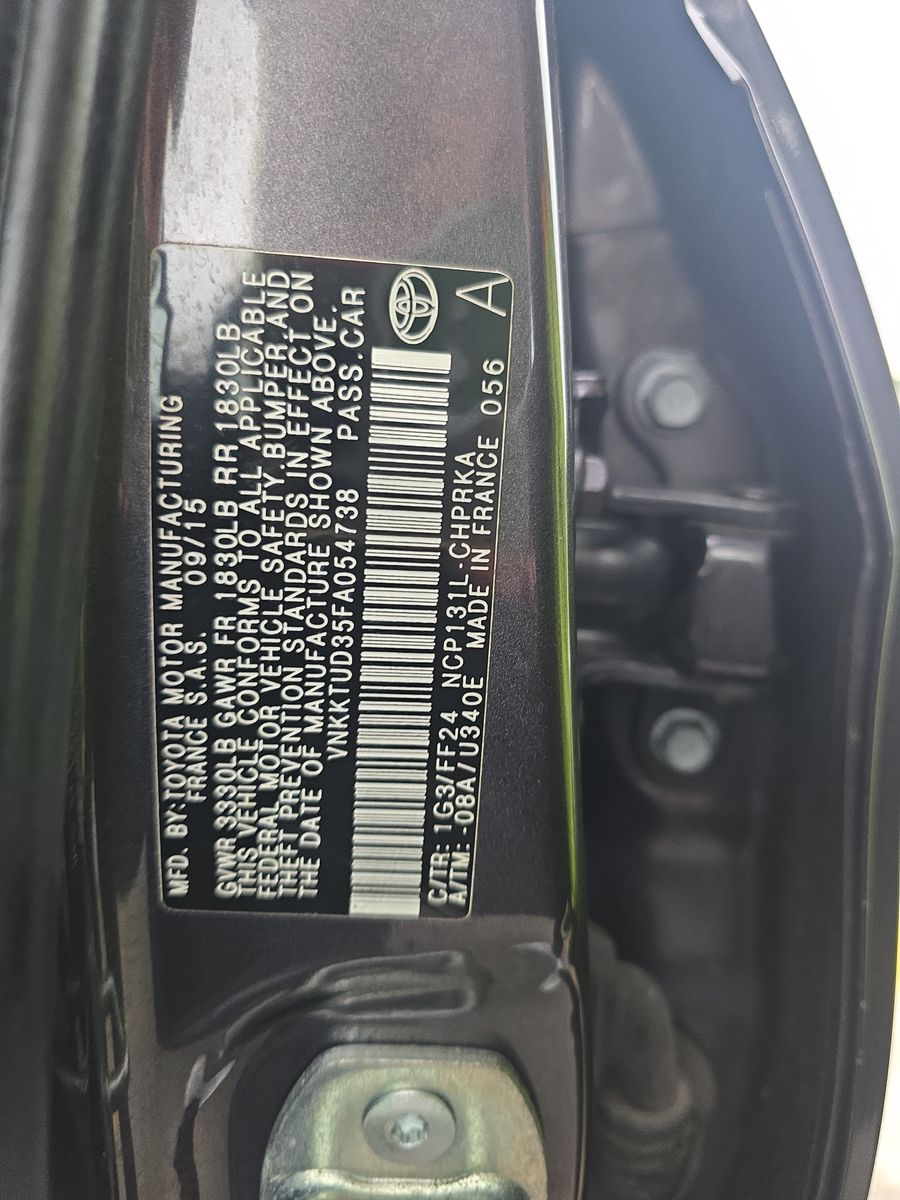 MFD. BY: TOYOTA MOTOR MANUFACTURING
FRANCE S.A.S. 09/15
GVWR 3330LB GAWR FR 1830LB RR 1830LB
THIS VEHICLE CONFORMS TO ALL APPLICABLE
FEDERAL MOTOR VEHICLE SAFETY.BUMPER.AND
THEFT PREVENTION STANDARDS IN EFFECT ON
THE DATE OF MANUFACTURE SHOWN ABOVE.
VNKKTUD35FA054738 PASS.CAR
C/TR: 1G3/FF24 NCP131L-CHPRKA
A/TM: -08A/U340E MADE IN FRANCE 056 A